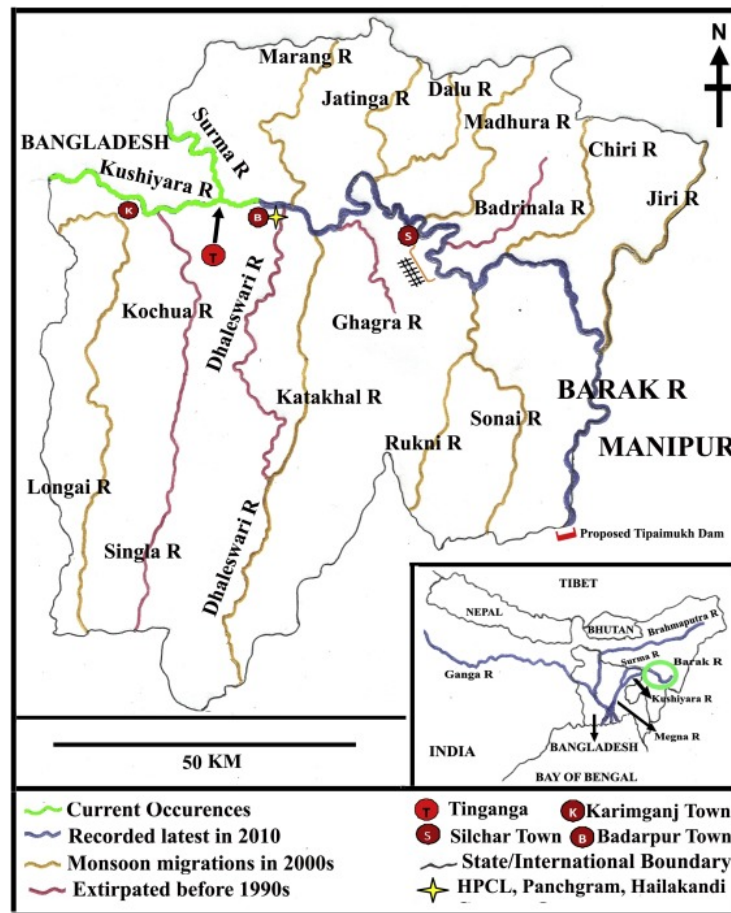 N
Marang R
Jatinga R
Dalu R
Madhura R
Surma R
BANGLADESH
Kushiyara R
Chiri R
Badrinala R
Jiri R
K
B
S
T
Kochua R
Dhaleswari R
Ghagra R
Katakhal R
BARAK R
Rukni R
Sonai R
MANIPUR
Longai R
Singla R
Dhaleswari R
Proposed Tipaimukh Dam
TIBET
NEPAL
BHUTAN
Brahmaputra R
Surma R
Barak R
Ganga R
Kushiyara R
Megna R
INDIA
BANGLADESH
BAY OF BENGAL
50 KM
Current Occurences
Recorded latest in 2010
Monsoon migrations in 2000s
Extirpated before 1990s
T Tinganga
K Karimganj Town
S Silchar Town
B Badarpur Town
State/International Boundary
HPCL, Panchgram, Hailakandi